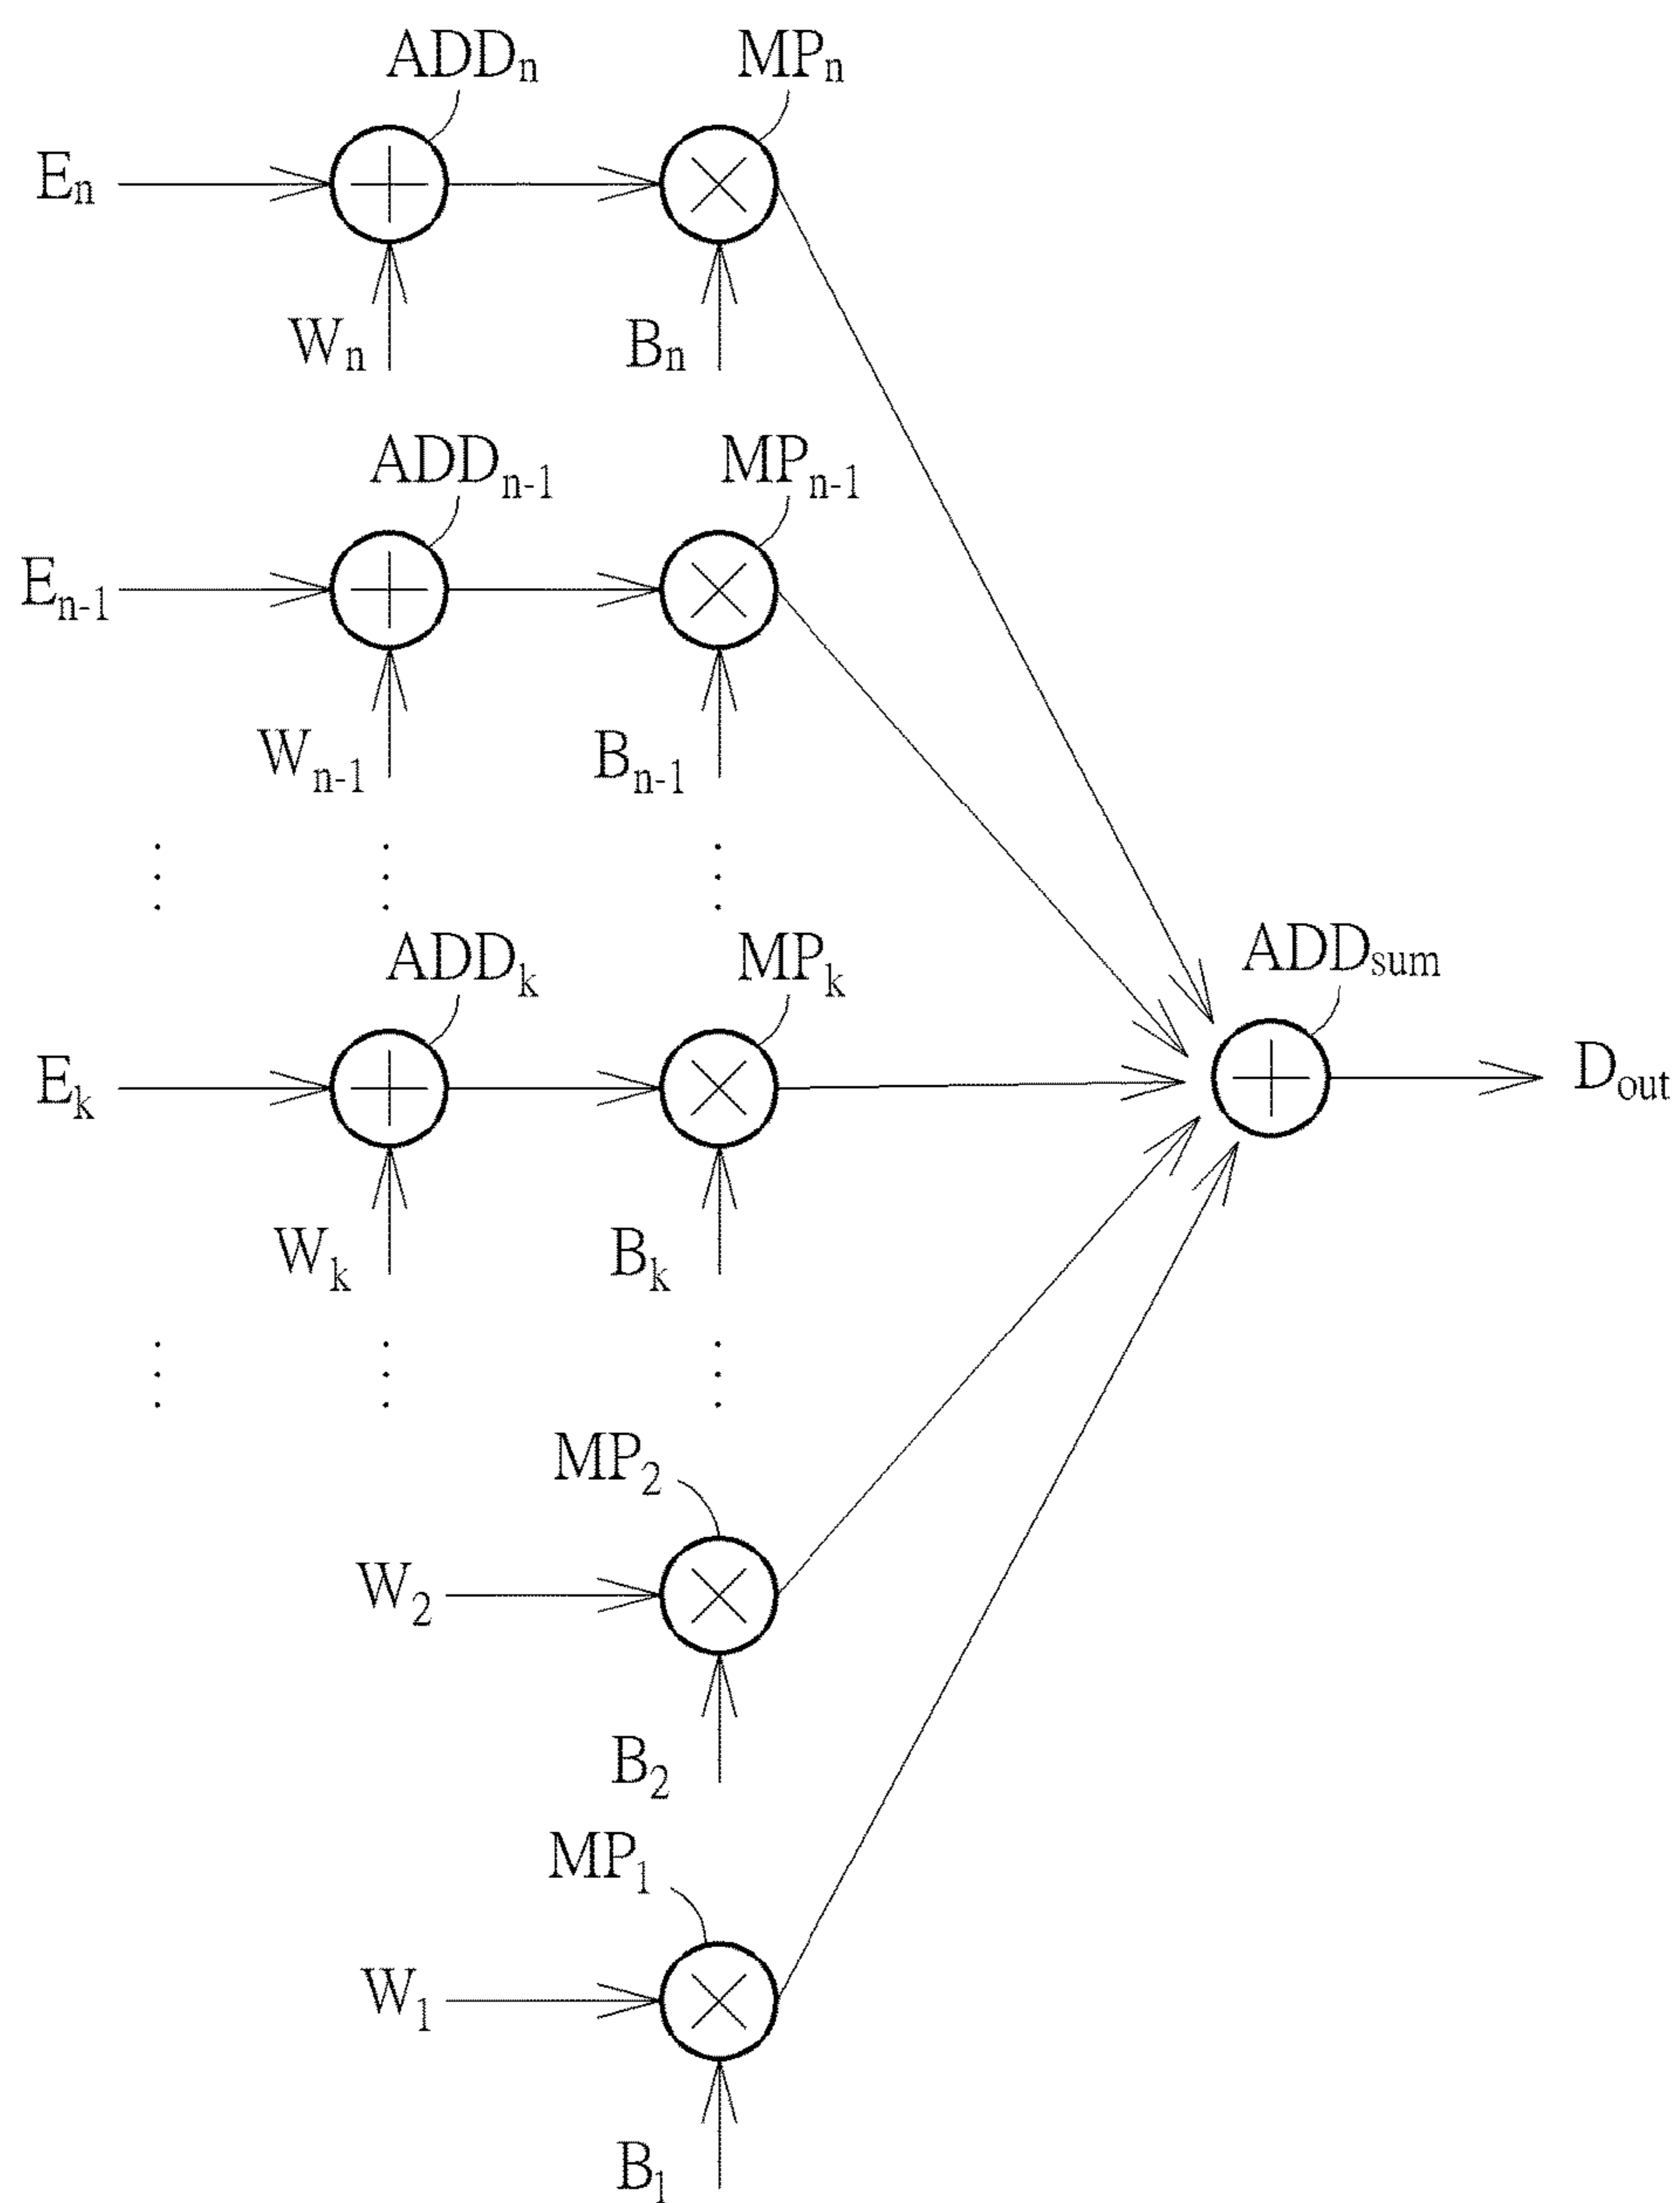 ADDn MPn
En
Wn Bn
ADDn-1 MPn-1
En-1
Wn-1 Bn-1
ADDk MPk ADDsum
Ek Dout
Wk Bk
MP2
W2
B2
MP1
W1
B1